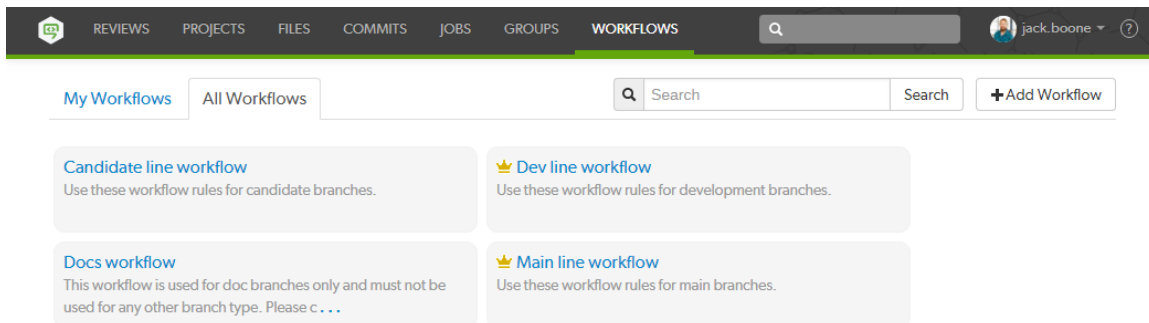 REVIEWS PROJECTS FILES COMMITS JOBS GROUPS WORKFLOWS jack.boone
My Workflows All Workflows Search Search Add Workflow
Candidate line workflow
Use these workflow rules for candidate branches.
Dev line workflow
Use these workflow rules for development branches.
Docs workflow
This workflow is used for doc branches only and must not be
used for any other branch type. Please c...
Main line workflow
Use these workflow rules for main branches.